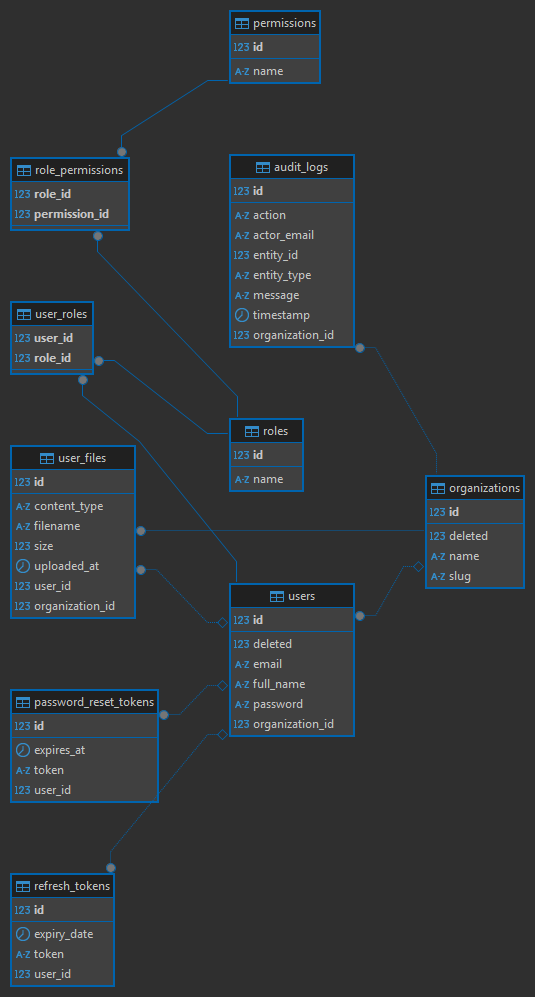 permissions
123 id
A-Z name
role_permissions
123 role_id
123 permission_id
audit_logs
123 id
A-Z action
A-Z actor_email
123 entity_id
A-Z entity_type
A-Z message
timestamp
123 organization_id
user_roles
123 user_id
123 role_id
roles
123 id
A-Z name
user_files
123 id
A-Z content_type
A-Z filename
123 size
uploaded_at
123 user_id
123 organization_id
organizations
123 id
123 deleted
A-Z name
A-Z slug
users
123 id
123 deleted
A-Z email
A-Z full_name
A-Z password
123 organization_id
password_reset_tokens
123 id
expires_at
A-Z token
123 user_id
refresh_tokens
123 id
expiry_date
A-Z token
123 user_id